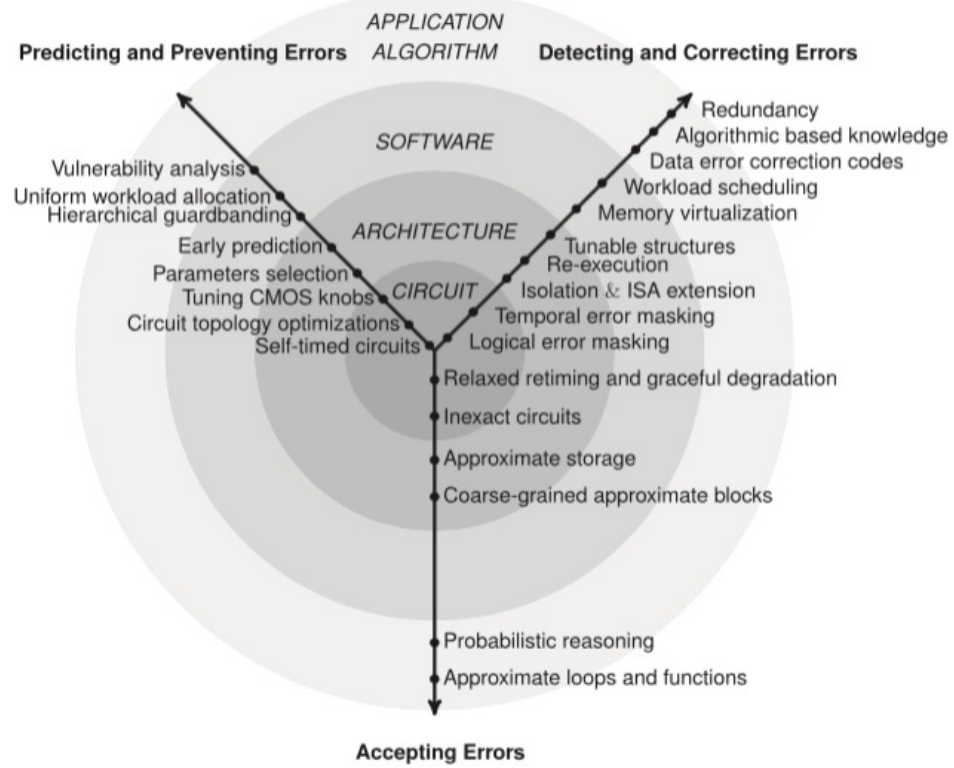 APPLICATION
ALGORITHM
Predicting and Preventing Errors
Detecting and Correcting Errors
SOFTWARE
ARCHITECTURE
CIRCUIT
Vulnerability analysis
Uniform workload allocation
Hierarchical guardbanding
Early prediction
Parameters selection
Tuning CMOS knobs
Circuit topology optimizations
Self-timed circuits
Redundancy
Algorithmic based knowledge
Data error correction codes
Workload scheduling
Memory virtualization
Tunable structures
Re-execution
Isolation & ISA extension
Temporal error masking
Logical error masking
Relaxed retiming and graceful degradation
Inexact circuits
Approximate storage
Coarse-grained approximate blocks
Probabilistic reasoning
Approximate loops and functions
Accepting Errors